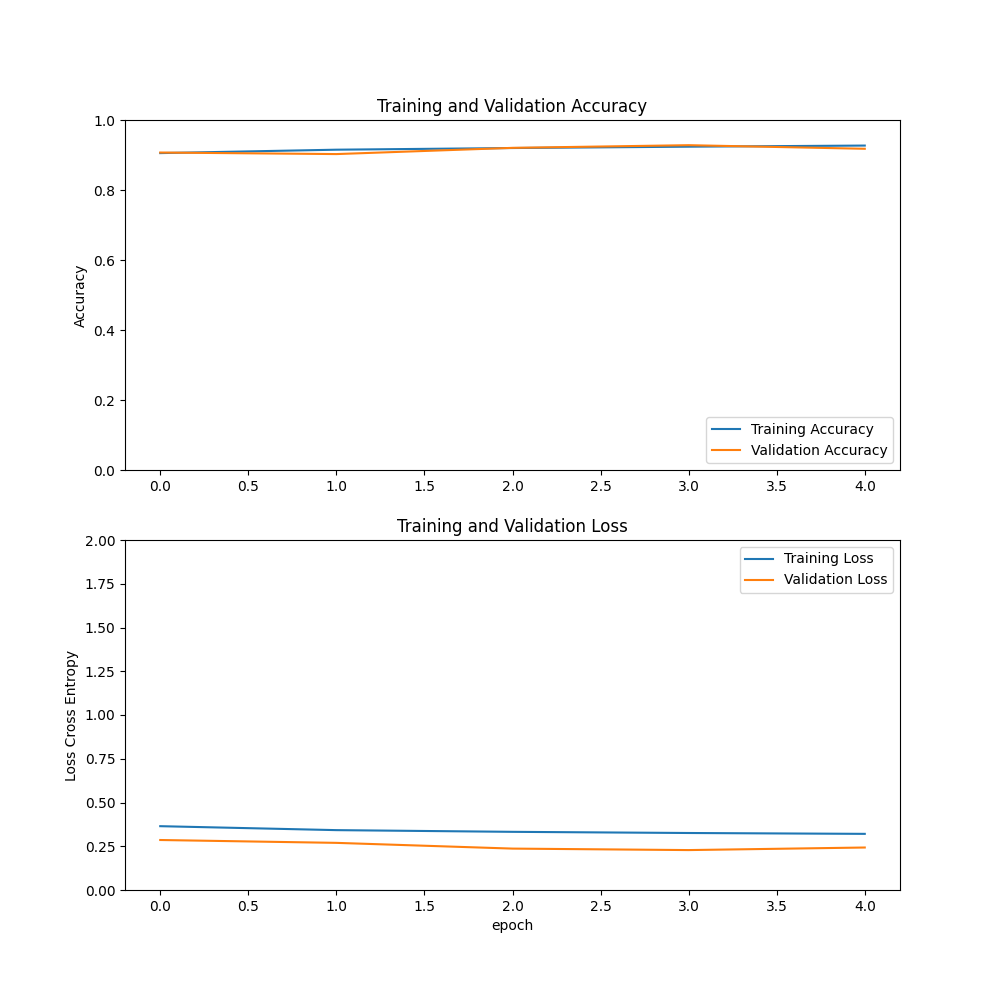 Training and Validation Accuracy
1.0
0.8
0.6
0.4
0.2
0.0
Accuracy
Training Accuracy
Validation Accuracy
0.0 0.5 1.0 1.5 2.0 2.5 3.0 3.5 4.0
Training and Validation Loss
2.00
1.75
1.50
1.25
1.00
0.75
0.50
0.25
0.00
Loss Cross Entropy
Training Loss
Validation Loss
0.0 0.5 1.0 1.5 2.0 2.5 3.0 3.5 4.0
epoch